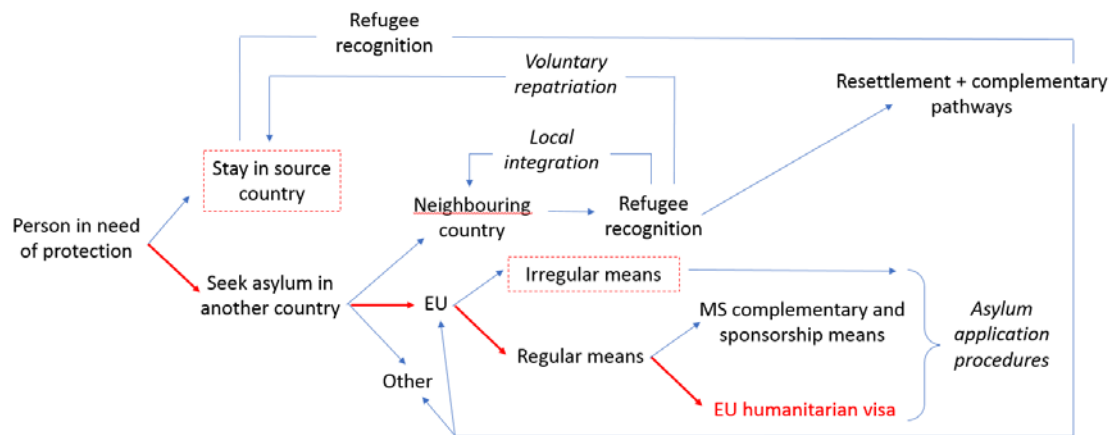 Refugee
recognition
Voluntary
repatriation
Resettlement + complementary
pathways
Local
integration
Stay in source
country
Neighbouring
country
Refugee
recognition
Person in need
of protection
Seek asylum in
another country
EU
Irregular means
MS complementary and
sponsorship means
Asylum
application
procedures
Regular means
Other
EU humanitarian visa